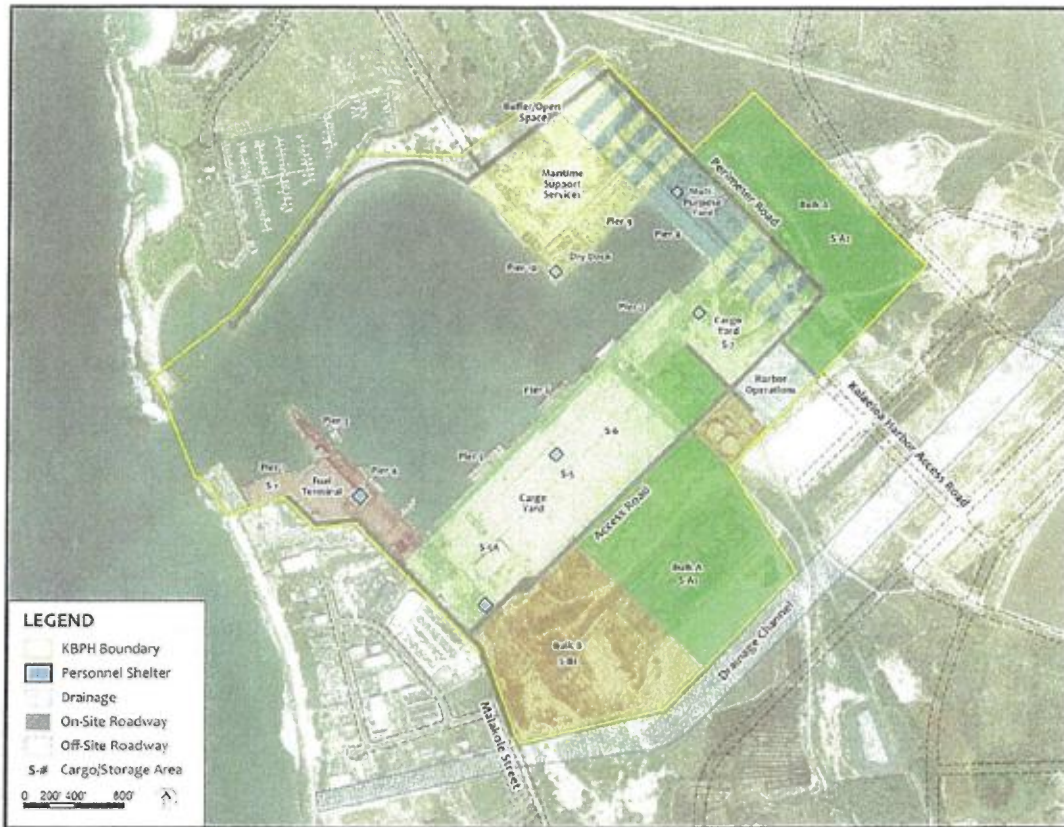 Buffer/Open
Space
Maritime
Support
Services
Perimeter Road
Multi
Purpose
Yard
Bulk A
S-A1
Pier 9
Pier 8
Dry Dock
Pier 10
Pier 7
Cargo
Yard
S-7
Harbor
Operations
Kalaeloa Harbor Access Road
Pier 6
S-6
Pier 3
Pier 4
S-5
Pier 5
Fuel
Terminal
Cargo
Yard
Access Road
S-5A
Bulk A
S-A1
Drainage Channel
Bulk B
S-B1
Malakole Street
LEGEND
KBPH Boundary
Personnel Shelter
Drainage
On-Site Roadway
Off-Site Roadway
S-# Cargo/Storage Area
0 200' 400' 800'